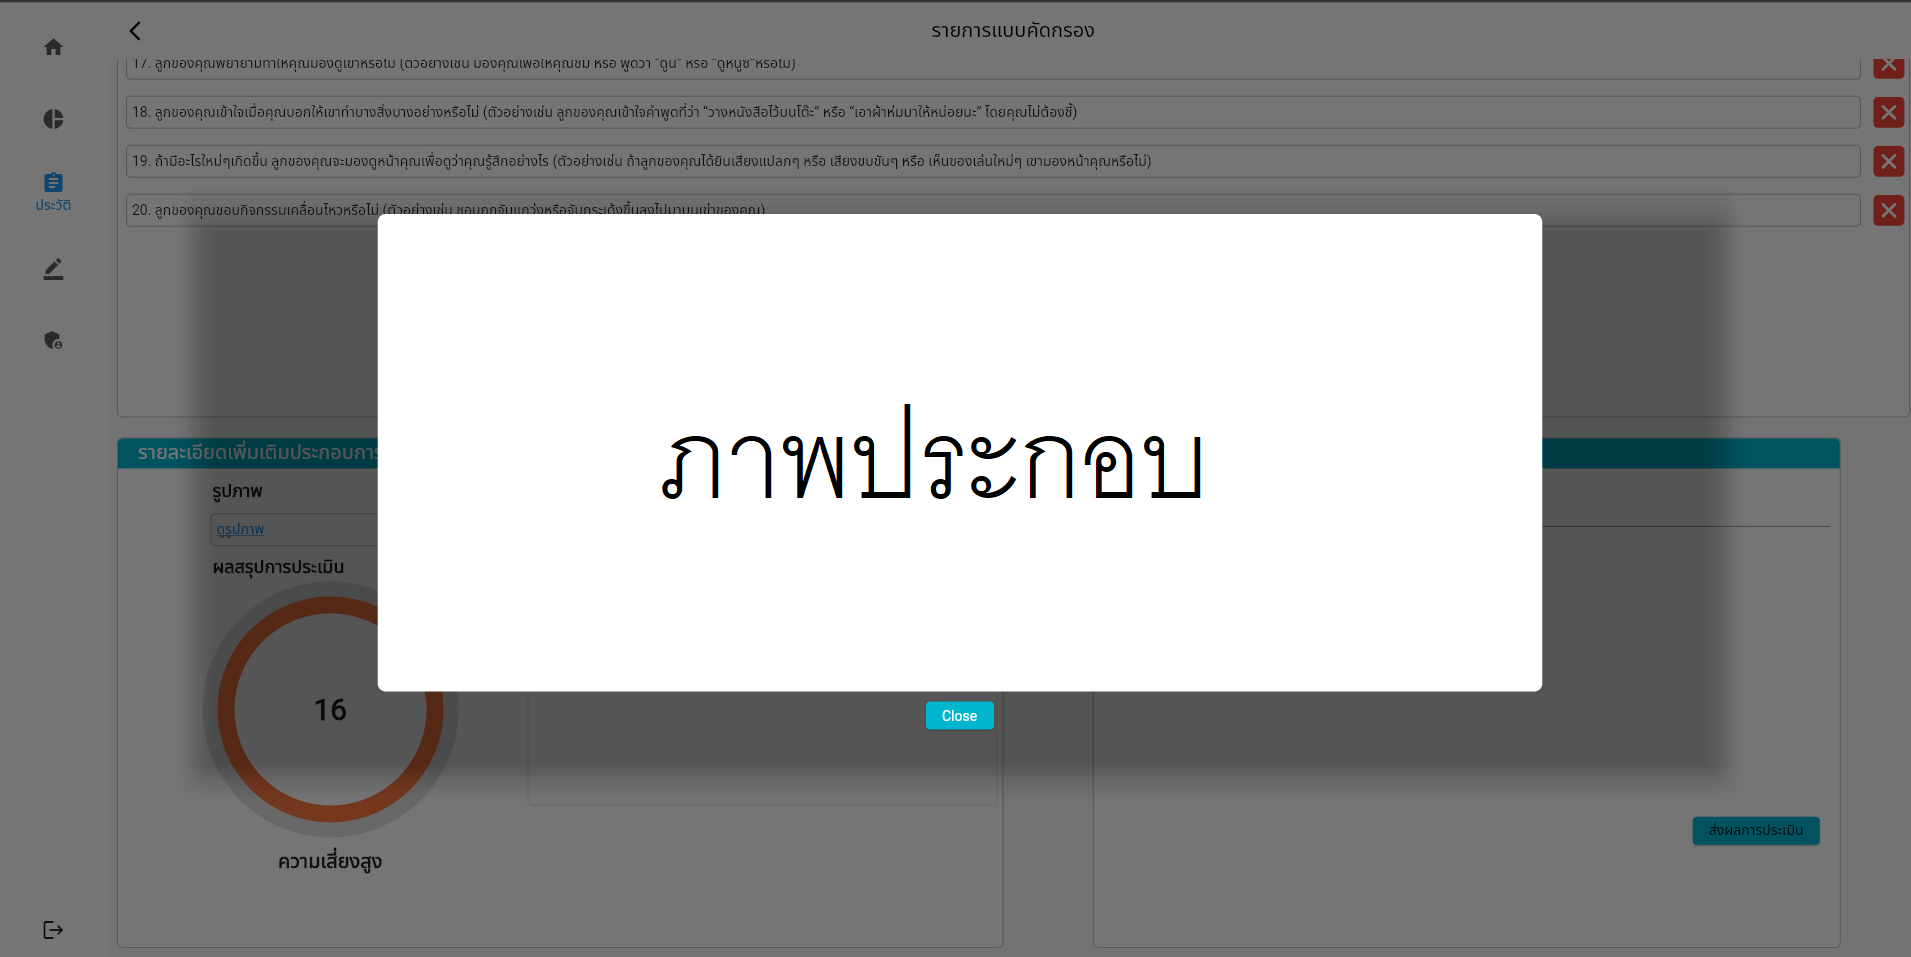 รายการแบบคัดกรอง
17. ลูกของคุณพยายามทำให้คุณมองดูเขาหรือไม่ (ตัวอย่างเช่น มองคุณเพื่อให้คุณชม หรือ พูดว่า "ดูนี่" หรือ "ดูหนูซิ"หรือไม่)
18. ลูกของคุณเข้าใจเมื่อคุณบอกให้เขาทำบางสิ่งบางอย่างหรือไม่ (ตัวอย่างเช่น ลูกของคุณเข้าใจคำพูดที่ว่า “วางหนังสือไว้บนโต๊ะ” หรือ “เอาผ้าห่มมาให้หน่อยนะ” โดยคุณไม่ต้องชี้)
19. ถ้ามีอะไรใหม่ๆเกิดขึ้น ลูกของคุณจะมองดูหน้าคุณเพื่อดูว่าคุณรู้สึกอย่างไร (ตัวอย่างเช่น ถ้าลูกของคุณได้ยินเสียงแปลกๆ หรือ เสียงขบขันๆ หรือ เห็นของเล่นใหม่ๆ เขามองหน้าคุณหรือไม่)
ประวัติ
20. ลูกของคุณชอบกิจกรรมเคลื่อนไหวหรือไม่ (ตัวอย่างเช่น ชอบถูกจับแกว่งหรือจับกระเด้งขึ้นลงไปมาบนเข่าของคุณ)
ภาพประกอบ
Close
รายละเอียดเพิ่มเติมประกอบการ
รูปภาพ
ดูรูปภาพ
ผลสรุปการประเมิน
16
ความเสี่ยงสูง
ส่งผลการประเมิน